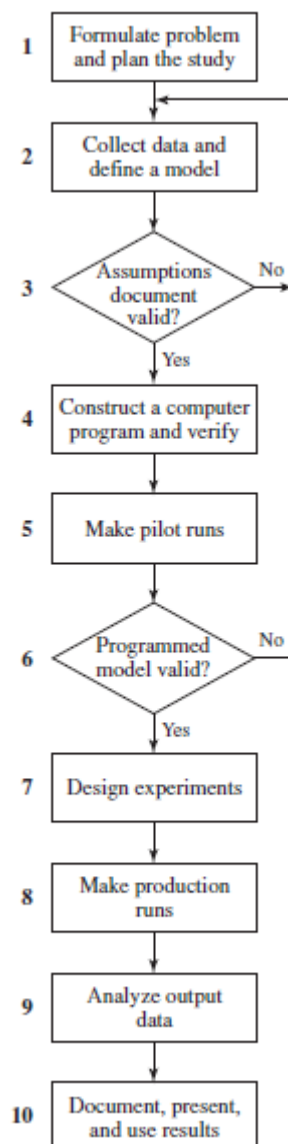 1
Formulate problem
and plan the study
2
Collect data and
define a model
3
Assumptions
document
valid?
No
Yes
4
Construct a computer
program and verify
5
Make pilot runs
6
Programmed
model valid?
No
Yes
7
Design experiments
8
Make production
runs
9
Analyze output
data
10
Document, present,
and use results